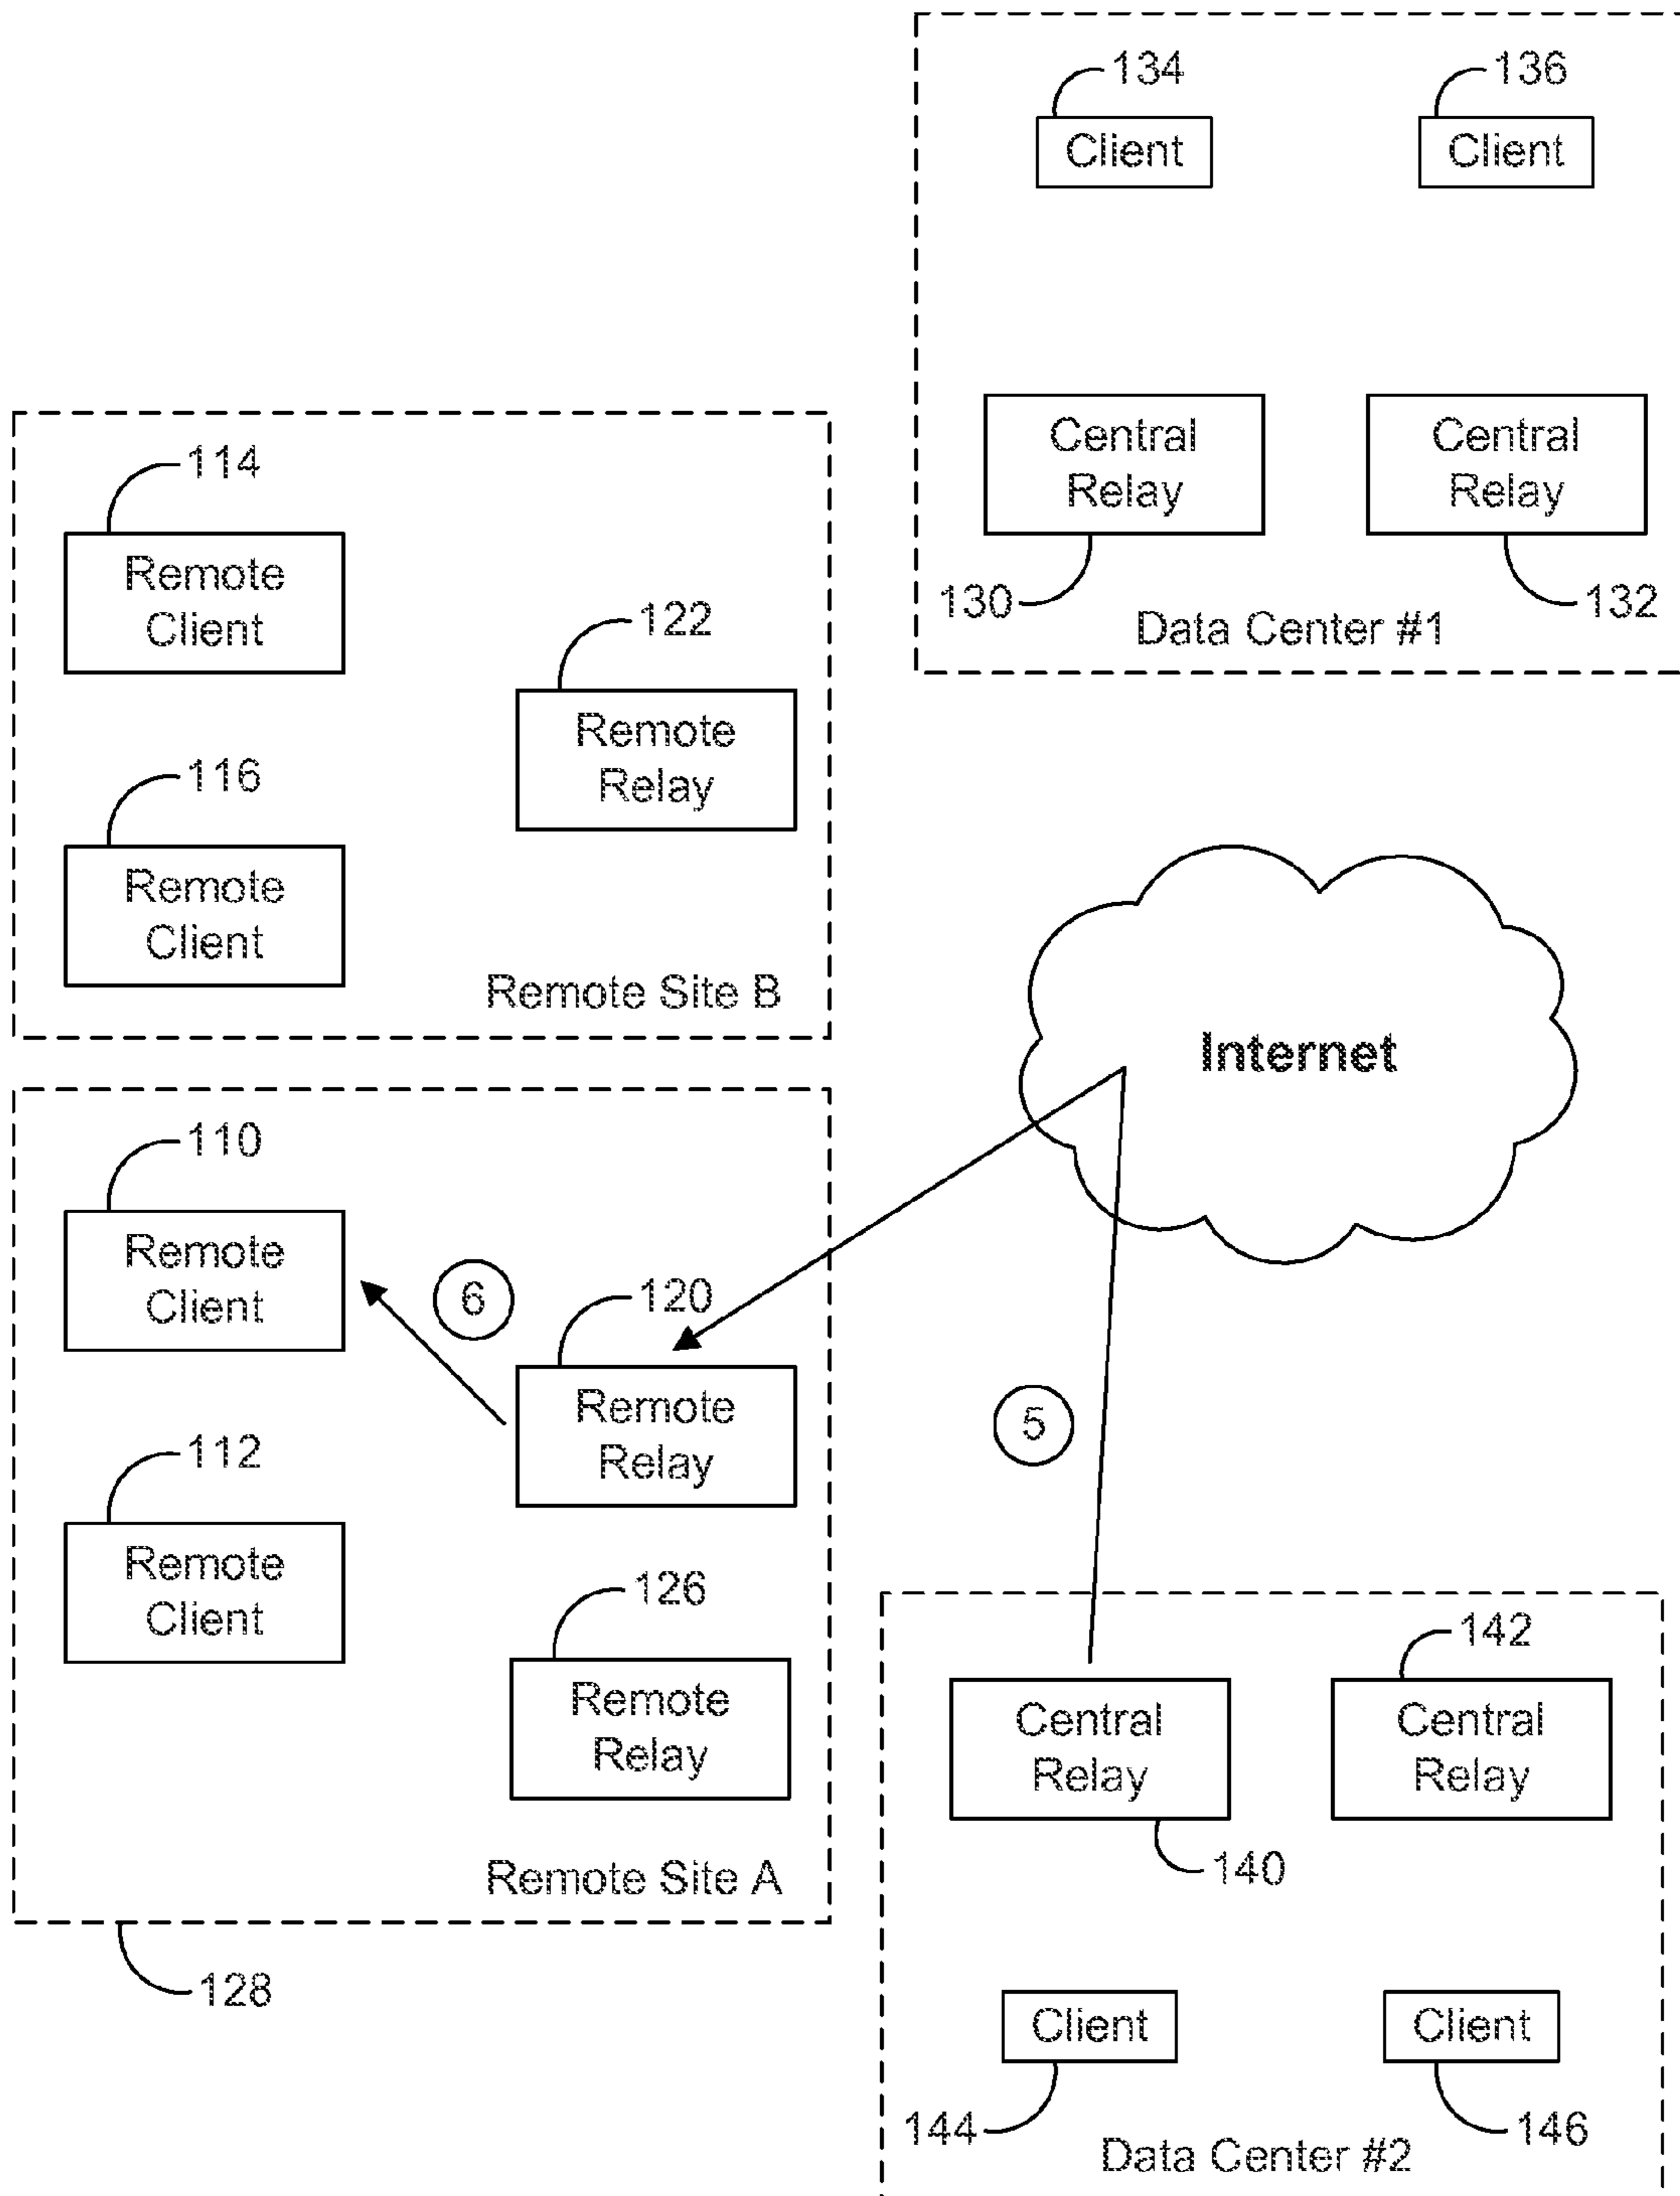 134
136
Client
Client
Central
Relay
Central
Relay
130
132
Data Center #1
114
Remote
Client
122
Remote
Relay
116
Remote
Client
Remote Site B
Internet
110
Remote
Client
6
120
Remote
Relay
112
Remote
Client
126
Remote
Relay
Remote Site A
128
5
142
Central
Relay
Central
Relay
140
Client
Client
144
146
Data Center #2